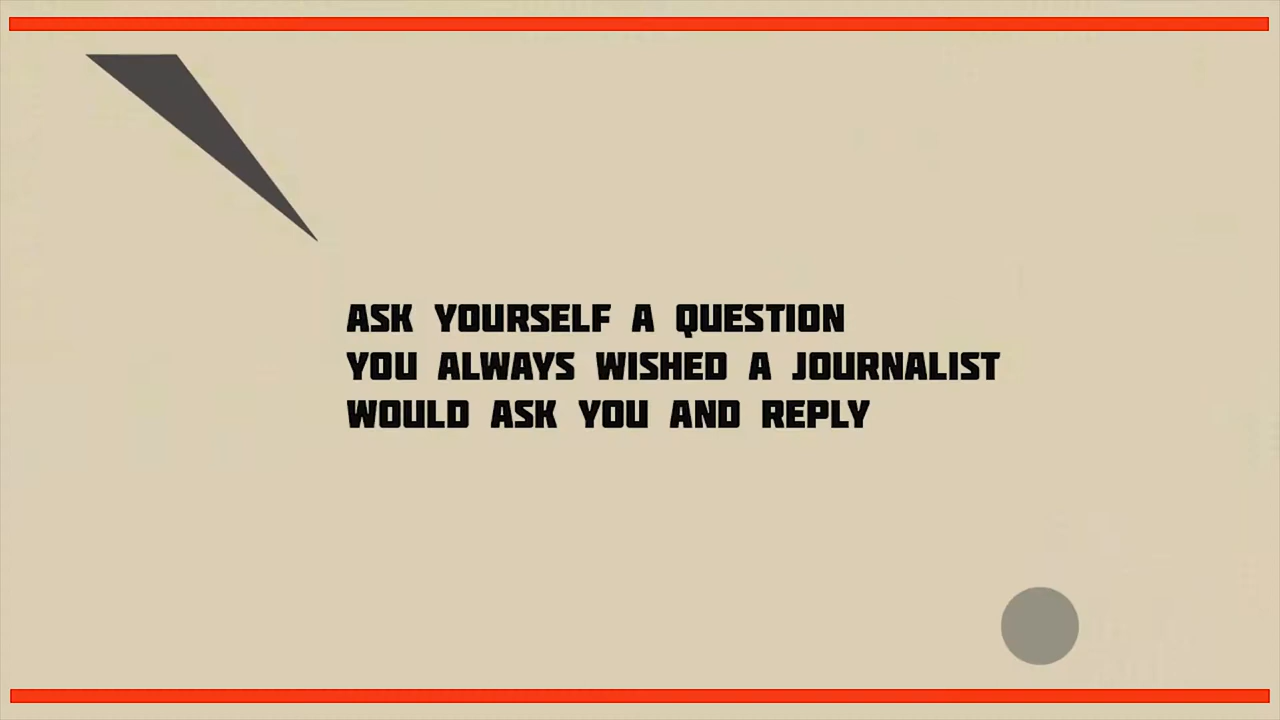 ASK YOURSELF A QUESTION
YOU ALWAYS WISHED A JOURNALIST
WOULD ASK YOU AND REPLY